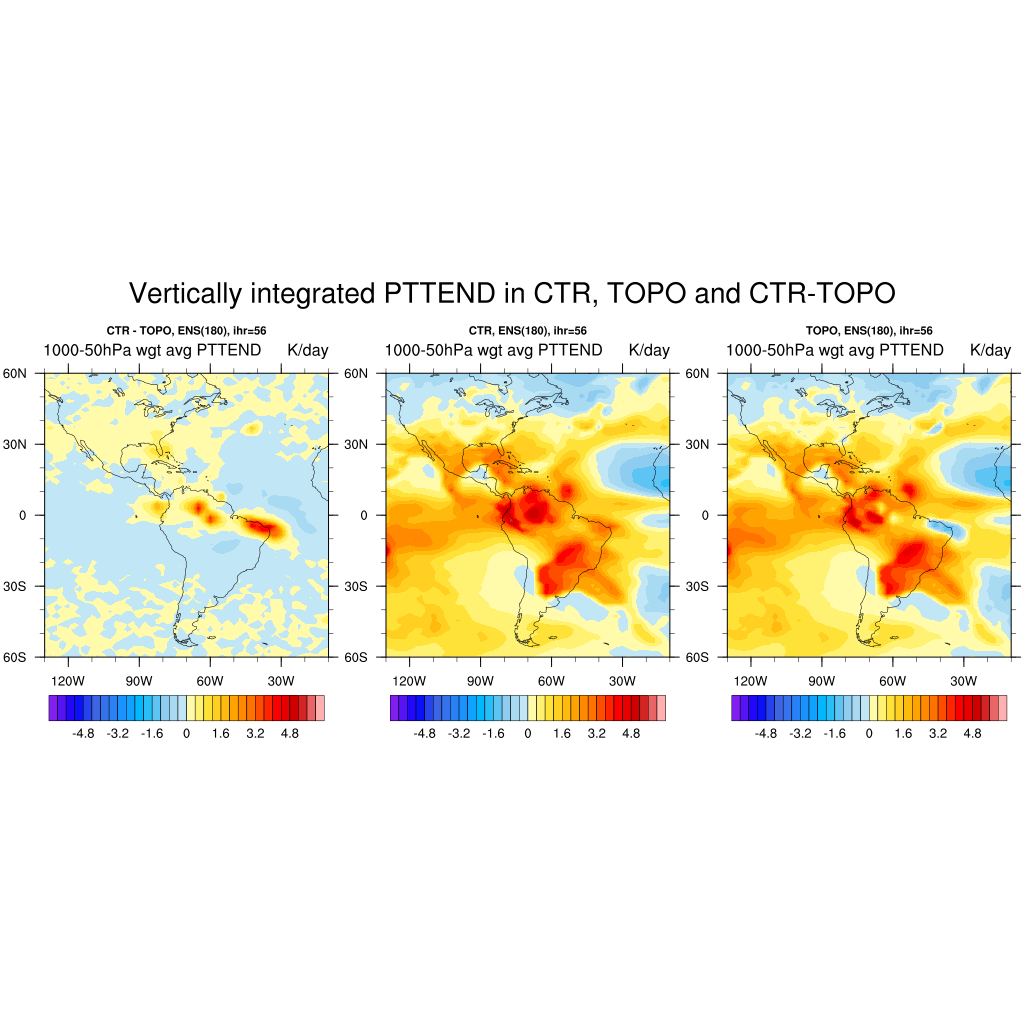 Vertically integrated PTTEND in CTR, TOPO and CTR-TOPO
CTR - TOPO, ENS(180), ihr=56
1000-50hPa wgt avg PTTEND K/day
60N
30N
0
30S
60S
120W 90W 60W 30W
-4.8 -3.2 -1.6 0 1.6 3.2 4.8
CTR, ENS(180), ihr=56
1000-50hPa wgt avg PTTEND K/day
60N
30N
0
30S
60S
120W 90W 60W 30W
-4.8 -3.2 -1.6 0 1.6 3.2 4.8
TOPO, ENS(180), ihr=56
1000-50hPa wgt avg PTTEND K/day
60N
30N
0
30S
60S
120W 90W 60W 30W
-4.8 -3.2 -1.6 0 1.6 3.2 4.8